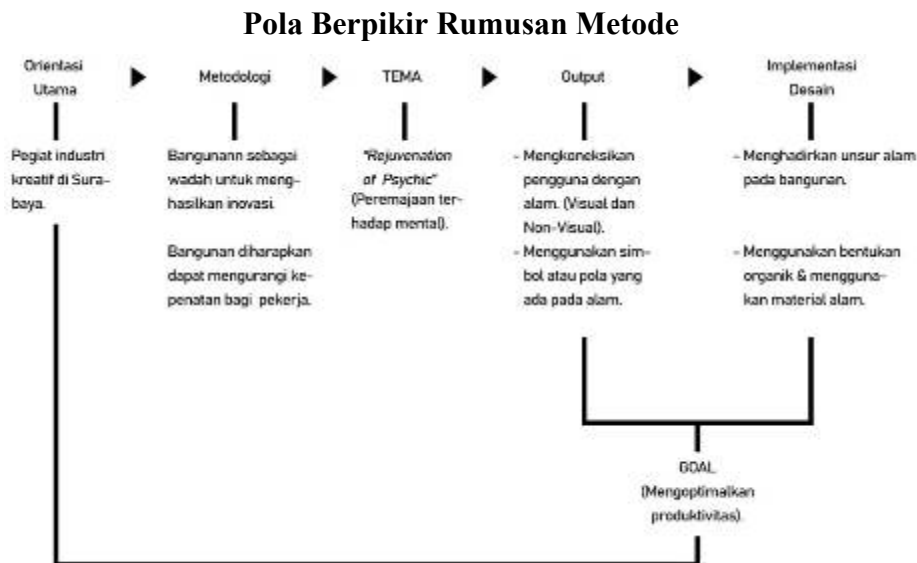 Pola Berpikir Rumusan Metode
Orientasi
Utama
Metodologi
TEMA
Output
Implementasi
Desain
Pegiat industri
kreatif di Sura-
baya.
Bangunann sebagai
wadah untuk meng-
hasilkan inovasi.
Bangunan diharapkan
dapat mengurangi ke-
penatan bagi pekerja.
"Rejuvenation
of Psychic"
(Peremajaan ter-
hadap mental).
- Mengkoneksikan
pengguna dengan
alam. (Visual dan
Non-Visual).
- Menggunakan sim-
bol atau pola yang
ada pada alam.
- Menghadirkan unsur alam
pada bangunan.
- Menggunakan bentukan
organik & mengguna-
kan material alam.
GOAL
(Mengoptimalkan
produktivitas).